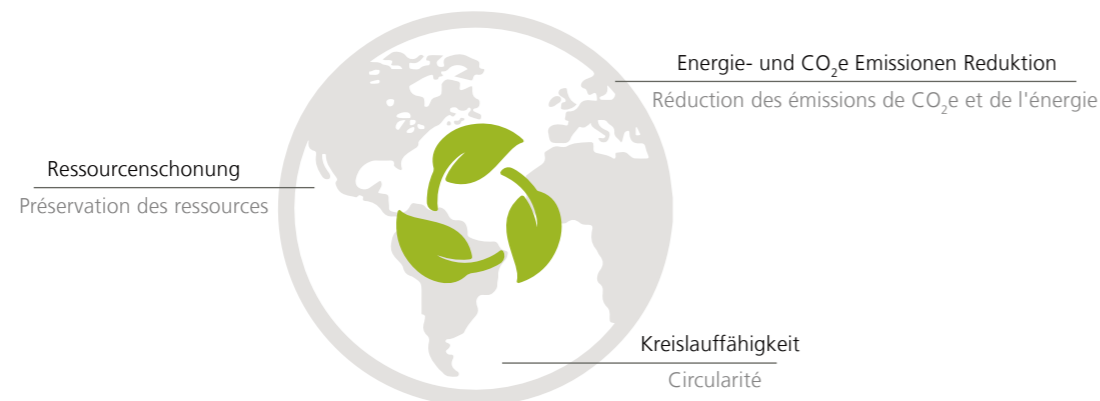 Energie- und CO₂e Emissionen Reduktion
Réduction des émissions de CO₂e et de l'énergie
Ressourcenschonung
Préservation des ressources
Kreislauffähigkeit
Circularité